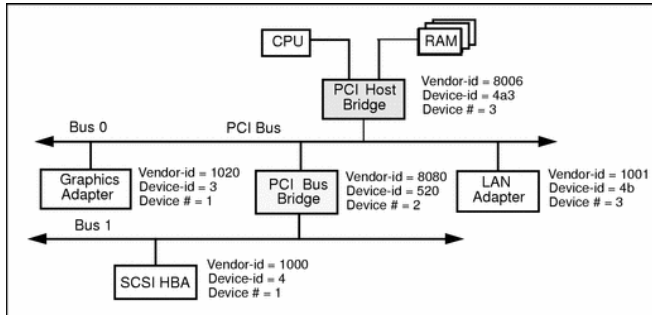 CPU
RAM
PCI Host
Bridge
Vendor-id = 8006
Device-id = 4a3
Device # = 3
Bus 0
PCI Bus
Graphics
Adapter
Vendor-id = 1020
Device-id = 3
Device # = 1
PCI Bus
Bridge
Vendor-id = 8080
Device-id = 520
Device # = 2
LAN
Adapter
Vendor-id = 1001
Device-id = 4b
Device # = 3
Bus 1
SCSI HBA
Vendor-id = 1000
Device-id = 4
Device # = 1